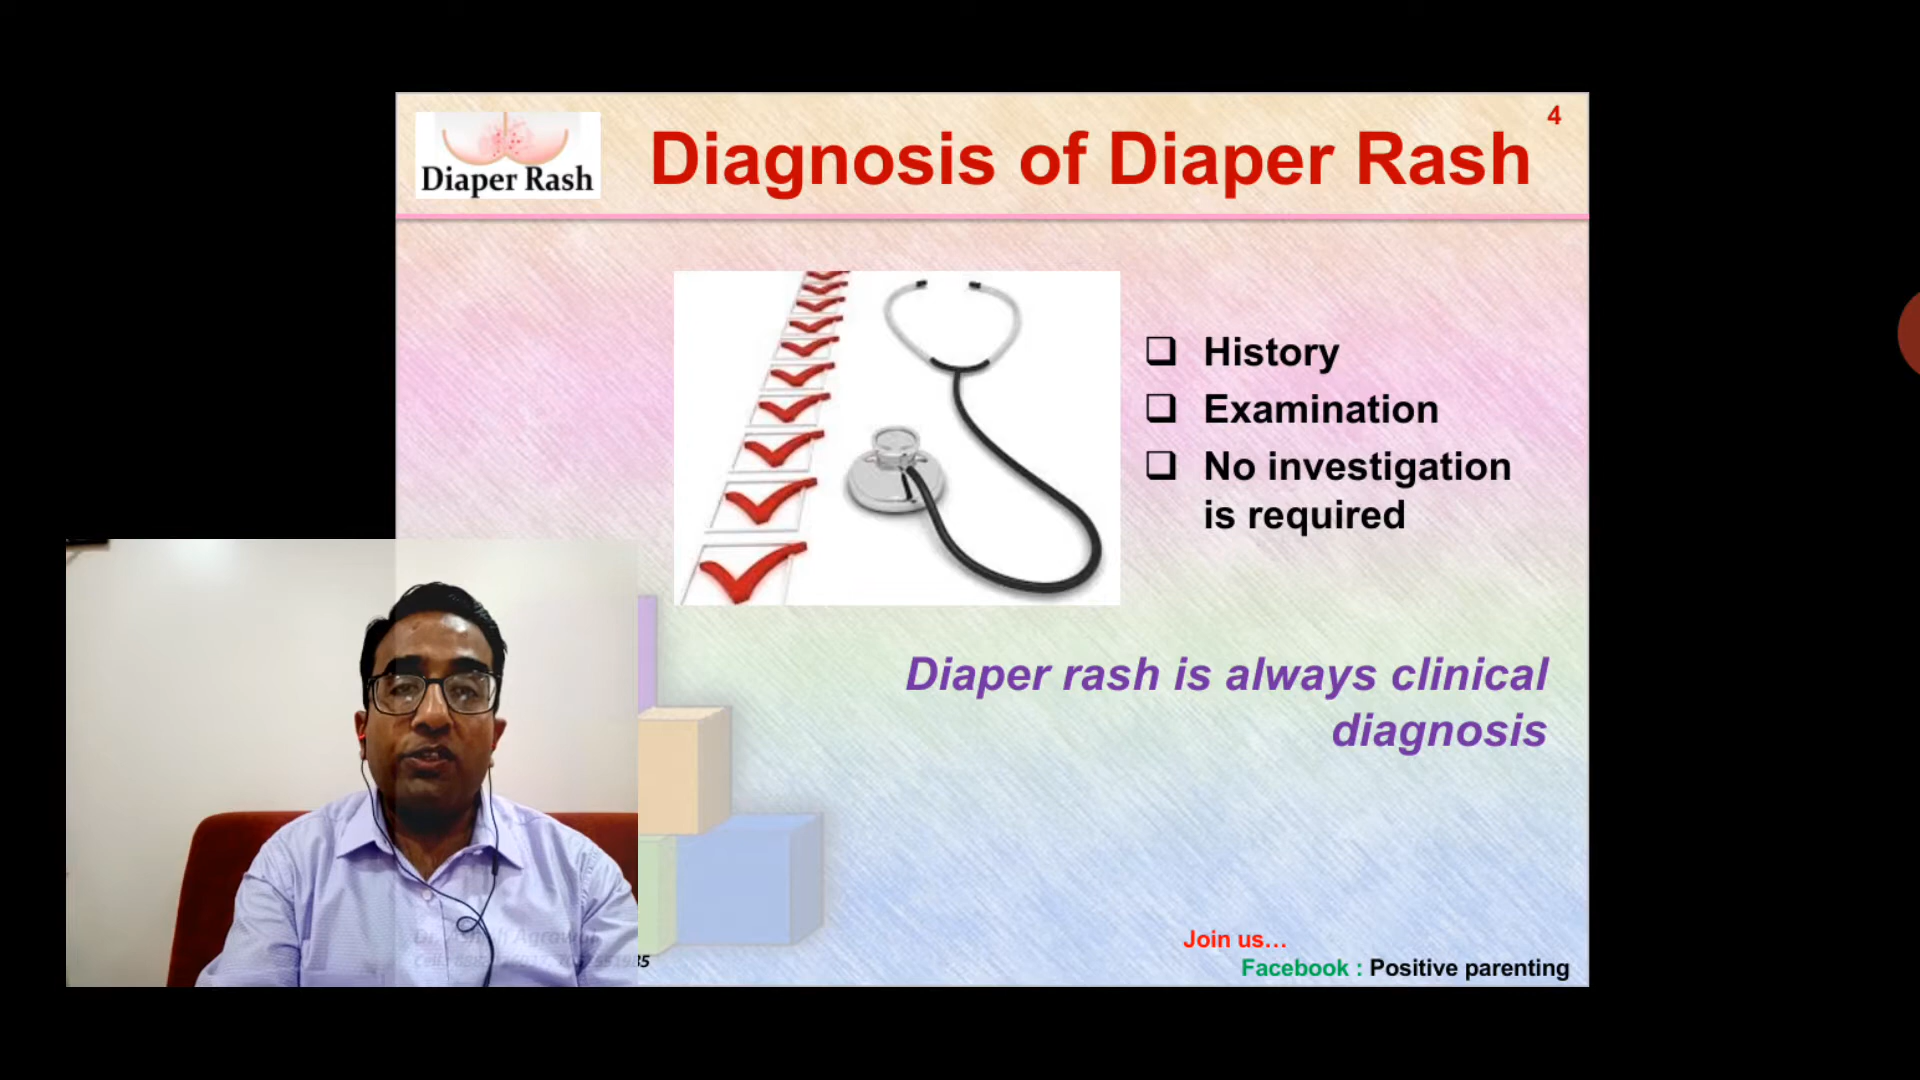 4
Diaper Rash
Diagnosis of Diaper Rash
❑ History
❑ Examination
❑ No investigation
is required
Diaper rash is always clinical
diagnosis
Join us…
Facebook : Positive parenting